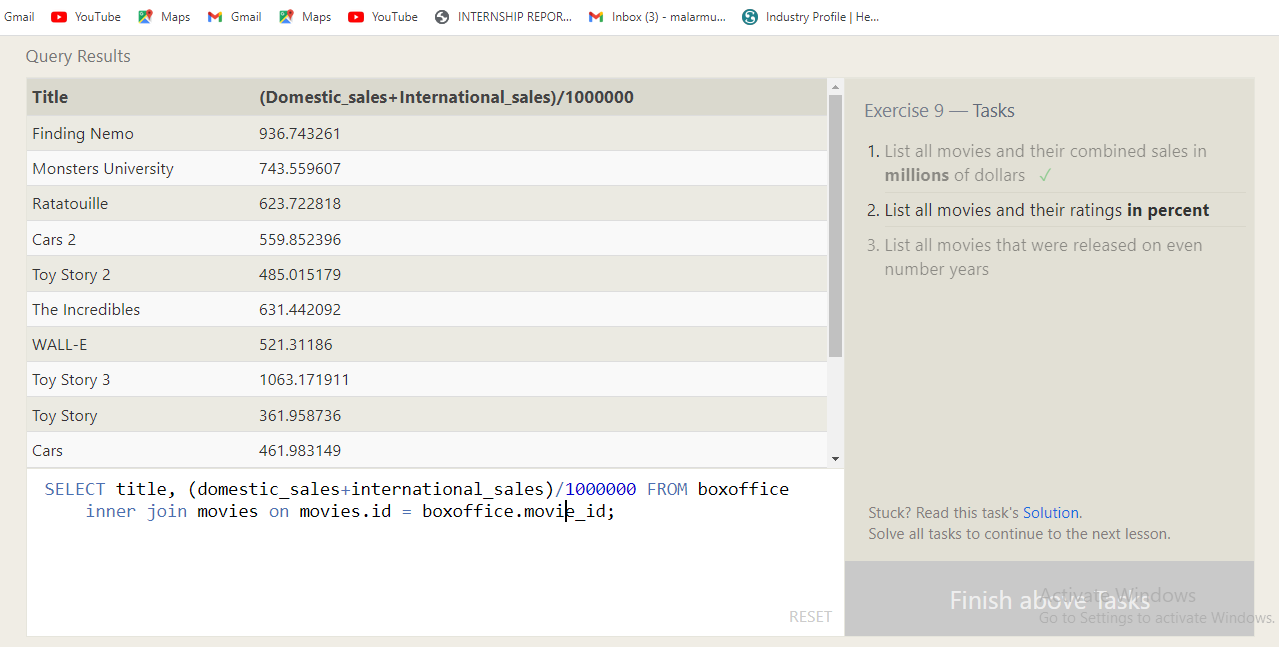 Gmail YouTube Maps Gmail Maps YouTube INTERNSHIP REPOR... Inbox (3) - malarmu... Industry Profile | He...
Query Results
Title (Domestic_sales+International_sales)/1000000
Finding Nemo 936.743261
Monsters University 743.559607
Ratatouille 623.722818
Cars 2 559.852396
Toy Story 2 485.015179
The Incredibles 631.442092
WALL-E 521.31186
Toy Story 3 1063.171911
Toy Story 361.958736
Cars 461.983149
SELECT title, (domestic_sales+international_sales)/1000000 FROM boxoffice
inner join movies on movies.id = boxoffice.movie_id;
RESET
Exercise 9 — Tasks
1. List all movies and their combined sales in
millions of dollars ✓
2. List all movies and their ratings in percent
3. List all movies that were released on even
number years
Stuck? Read this task's Solution.
Solve all tasks to continue to the next lesson.
Finish above Tasks
Activate Windows
Go to Settings to activate Windows.